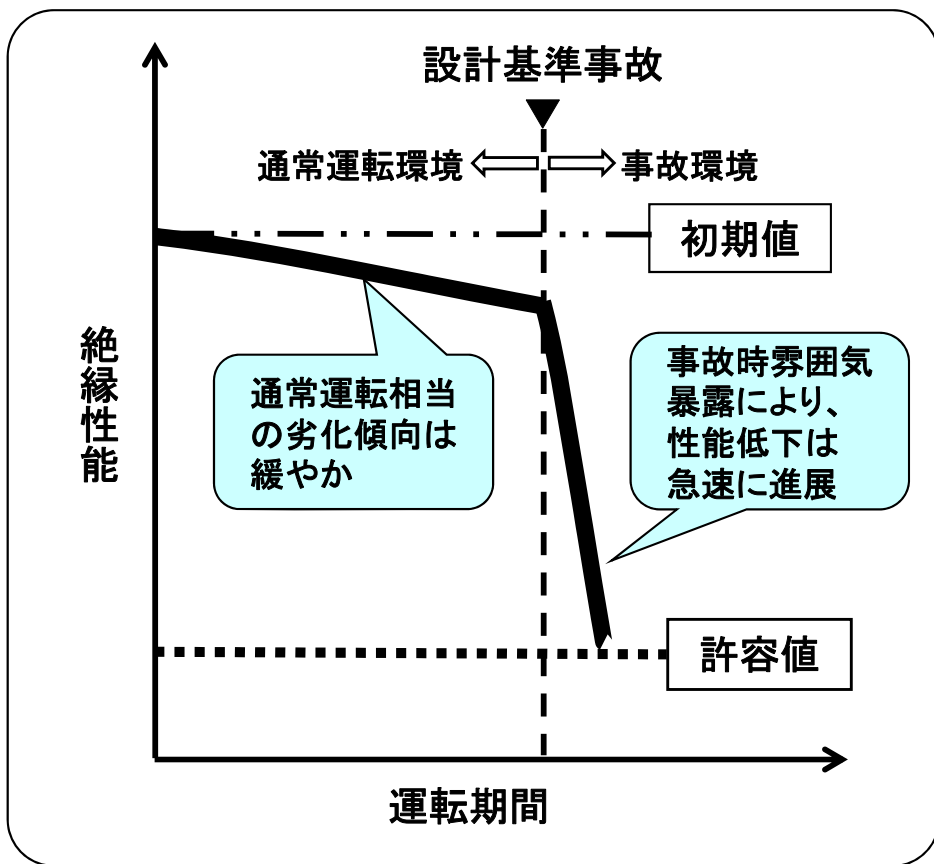 設計基準事故
通常運転環境
事故環境
初期値
絶縁性能
通常運転相当
の劣化傾向は
緩やか
事故時雰囲気
暴露により、
性能低下は
急速に進展
許容値
運転期間